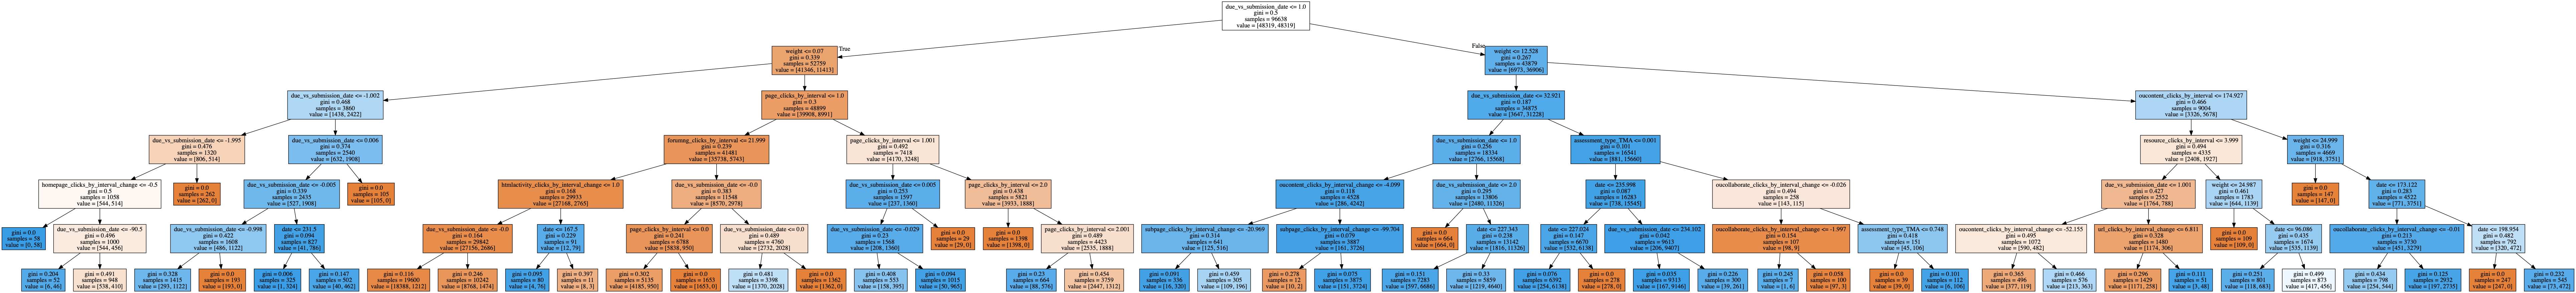 due_vs_submission_date <= 1.0
gini = 0.5
samples = 96638
value = [48319, 48319]
True
False
weight <= 0.07
gini = 0.339
samples = 52759
value = [41346, 11413]
weight <= 12.528
gini = 0.267
samples = 43879
value = [6973, 36906]
due_vs_submission_date <= -1.002
gini = 0.468
samples = 3860
value = [1438, 2422]
page_clicks_by_interval <= 1.0
gini = 0.3
samples = 48899
value = [39908, 8991]
due_vs_submission_date <= 32.921
gini = 0.187
samples = 34875
value = [3647, 31228]
oucontent_clicks_by_interval <= 174.927
gini = 0.466
samples = 9004
value = [3326, 5678]
due_vs_submission_date <= -1.995
gini = 0.476
samples = 1320
value = [806, 514]
due_vs_submission_date <= 0.006
gini = 0.374
samples = 2540
value = [632, 1908]
forumng_clicks_by_interval <= 21.999
gini = 0.239
samples = 41481
value = [35738, 5743]
page_clicks_by_interval <= 1.001
gini = 0.492
samples = 7418
value = [4170, 3248]
due_vs_submission_date <= 1.0
gini = 0.256
samples = 18334
value = [2766, 15568]
assessment_type_TMA <= 0.001
gini = 0.101
samples = 16541
value = [881, 15660]
resource_clicks_by_interval <= 3.999
gini = 0.494
samples = 4335
value = [2408, 1927]
weight <= 24.999
gini = 0.316
samples = 4669
value = [918, 3751]
homepage_clicks_by_interval_change <= -0.5
gini = 0.5
samples = 1058
value = [544, 514]
gini = 0.0
samples = 262
value = [262, 0]
due_vs_submission_date <= -0.005
gini = 0.339
samples = 2435
value = [527, 1908]
gini = 0.0
samples = 105
value = [105, 0]
htmlactivity_clicks_by_interval_change <= 1.0
gini = 0.168
samples = 29933
value = [27168, 2765]
due_vs_submission_date <= -0.0
gini = 0.383
samples = 11548
value = [8570, 2978]
due_vs_submission_date <= 0.005
gini = 0.253
samples = 1597
value = [237, 1360]
page_clicks_by_interval <= 2.0
gini = 0.438
samples = 5821
value = [3933, 1888]
oucontent_clicks_by_interval_change <= -4.099
gini = 0.118
samples = 4528
value = [286, 4242]
due_vs_submission_date <= 2.0
gini = 0.295
samples = 13806
value = [2480, 11326]
date <= 235.998
gini = 0.087
samples = 16283
value = [738, 15545]
oucollaborate_clicks_by_interval_change <= -0.026
gini = 0.494
samples = 258
value = [143, 115]
due_vs_submission_date <= 1.001
gini = 0.427
samples = 2552
value = [1764, 788]
weight <= 24.987
gini = 0.461
samples = 1783
value = [644, 1139]
gini = 0.0
samples = 147
value = [147, 0]
date <= 173.122
gini = 0.283
samples = 4522
value = [771, 3751]
gini = 0.0
samples = 58
value = [0, 58]
due_vs_submission_date <= -90.5
gini = 0.496
samples = 1000
value = [544, 456]
due_vs_submission_date <= -0.998
gini = 0.422
samples = 1608
value = [486, 1122]
date <= 231.5
gini = 0.094
samples = 827
value = [41, 786]
due_vs_submission_date <= -0.0
gini = 0.164
samples = 29842
value = [27156, 2686]
date <= 167.5
gini = 0.229
samples = 91
value = [12, 79]
page_clicks_by_interval <= 0.0
gini = 0.241
samples = 6788
value = [5838, 950]
due_vs_submission_date <= 0.0
gini = 0.489
samples = 4760
value = [2732, 2028]
due_vs_submission_date <= -0.029
gini = 0.23
samples = 1568
value = [208, 1360]
gini = 0.0
samples = 29
value = [29, 0]
gini = 0.0
samples = 1398
value = [1398, 0]
page_clicks_by_interval <= 2.001
gini = 0.489
samples = 4423
value = [2535, 1888]
subpage_clicks_by_interval_change <= -20.969
gini = 0.314
samples = 641
value = [125, 516]
subpage_clicks_by_interval_change <= -99.704
gini = 0.079
samples = 3887
value = [161, 3726]
gini = 0.0
samples = 664
value = [664, 0]
date <= 227.343
gini = 0.238
samples = 13142
value = [1816, 11326]
date <= 227.024
gini = 0.147
samples = 6670
value = [532, 6138]
due_vs_submission_date <= 234.102
gini = 0.042
samples = 9613
value = [206, 9407]
oucollaborate_clicks_by_interval_change <= -1.997
gini = 0.154
samples = 107
value = [98, 9]
assessment_type_TMA <= 0.748
gini = 0.418
samples = 151
value = [45, 106]
oucontent_clicks_by_interval_change <= -52.155
gini = 0.495
samples = 1072
value = [590, 482]
url_clicks_by_interval_change <= 6.811
gini = 0.328
samples = 1480
value = [1174, 306]
gini = 0.0
samples = 109
value = [109, 0]
date <= 96.086
gini = 0.435
samples = 1674
value = [535, 1139]
oucollaborate_clicks_by_interval_change <= -0.01
gini = 0.213
samples = 3730
value = [451, 3279]
date <= 198.954
gini = 0.482
samples = 792
value = [320, 472]
gini = 0.204
samples = 52
value = [6, 46]
gini = 0.491
samples = 948
value = [538, 410]
gini = 0.328
samples = 1415
value = [293, 1122]
gini = 0.0
samples = 193
value = [193, 0]
gini = 0.006
samples = 325
value = [1, 324]
gini = 0.147
samples = 502
value = [40, 462]
gini = 0.116
samples = 19600
value = [18388, 1212]
gini = 0.246
samples = 10242
value = [8768, 1474]
gini = 0.095
samples = 80
value = [4, 76]
gini = 0.397
samples = 11
value = [8, 3]
gini = 0.302
samples = 5135
value = [4185, 950]
gini = 0.0
samples = 1653
value = [1653, 0]
gini = 0.481
samples = 3398
value = [1370, 2028]
gini = 0.0
samples = 1362
value = [1362, 0]
gini = 0.408
samples = 553
value = [158, 395]
gini = 0.094
samples = 1015
value = [50, 965]
gini = 0.23
samples = 664
value = [88, 576]
gini = 0.454
samples = 3759
value = [2447, 1312]
gini = 0.091
samples = 336
value = [16, 320]
gini = 0.459
samples = 305
value = [109, 196]
gini = 0.278
samples = 12
value = [10, 2]
gini = 0.075
samples = 3875
value = [151, 3724]
gini = 0.151
samples = 7283
value = [597, 6686]
gini = 0.33
samples = 5859
value = [1219, 4640]
gini = 0.076
samples = 6392
value = [254, 6138]
gini = 0.0
samples = 278
value = [278, 0]
gini = 0.035
samples = 9313
value = [167, 9146]
gini = 0.226
samples = 300
value = [39, 261]
gini = 0.245
samples = 7
value = [1, 6]
gini = 0.058
samples = 100
value = [97, 3]
gini = 0.0
samples = 39
value = [39, 0]
gini = 0.101
samples = 112
value = [6, 106]
gini = 0.365
samples = 496
value = [377, 119]
gini = 0.466
samples = 576
value = [213, 363]
gini = 0.296
samples = 1429
value = [1171, 258]
gini = 0.111
samples = 51
value = [3, 48]
gini = 0.251
samples = 801
value = [118, 683]
gini = 0.499
samples = 873
value = [417, 456]
gini = 0.434
samples = 798
value = [254, 544]
gini = 0.125
samples = 2932
value = [197, 2735]
gini = 0.0
samples = 247
value = [247, 0]
gini = 0.232
samples = 545
value = [73, 472]